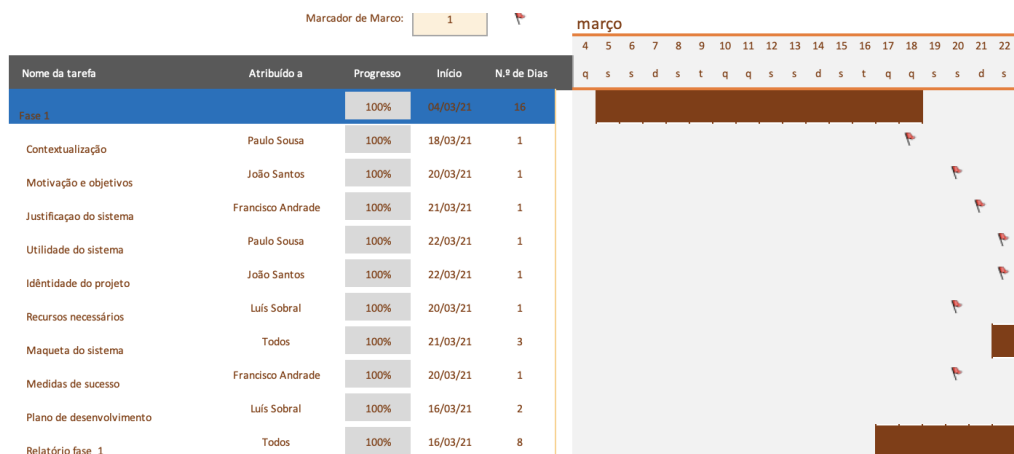 Marcador de Marco: 1
março
4 5 6 7 8 9 10 11 12 13 14 15 16 17 18 19 20 21 22
Nome da tarefa Atribuído a Progresso Início N.º de Dias q s s d s t q q s s d s t q q s s d s
Fase 1 100% 04/03/21 16
Contextualização Paulo Sousa 100% 18/03/21 1
Motivação e objetivos João Santos 100% 20/03/21 1
Justificaçao do sistema Francisco Andrade 100% 21/03/21 1
Utilidade do sistema Paulo Sousa 100% 22/03/21 1
Idêntidade do projeto João Santos 100% 22/03/21 1
Recursos necessários Luís Sobral 100% 20/03/21 1
Maqueta do sistema Todos 100% 21/03/21 3
Medidas de sucesso Francisco Andrade 100% 20/03/21 1
Plano de desenvolvimento Luís Sobral 100% 16/03/21 2
Relatório fase 1 Todos 100% 16/03/21 8